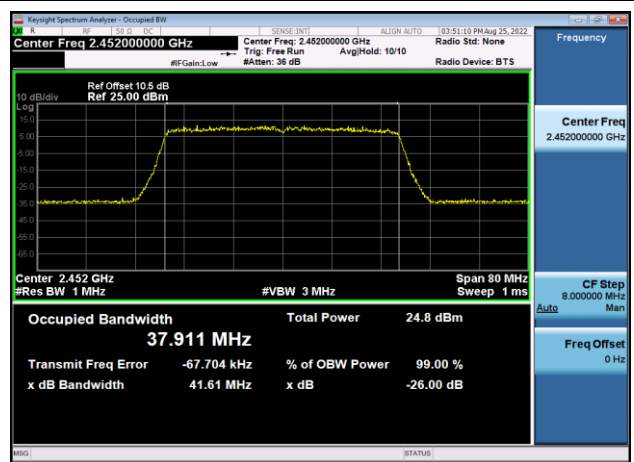 Keysight Spectrum Analyzer - Occupied BW
R RF 50 Ω DC SENSE:INT ALIGN AUTO 03:51:10 PM Aug 25, 2022
Center Freq 2.452000000 GHz Center Freq: 2.452000000 GHz Radio Std: None Frequency
Trig: Free Run Avg|Hold: 10/10
#IFGain:Low #Atten: 36 dB Radio Device: BTS
Ref Offset 10.5 dB
10 dB/div Ref 25.00 dBm
Log
15.0
5.00
-5.00
-15.0
-25.0
-35.0
-45.0
-55.0
-65.0
Center Freq
2.452000000 GHz
Center 2.452 GHz Span 80 MHz
#Res BW 1 MHz #VBW 3 MHz Sweep 1 ms
CF Step
8.000000 MHz
Auto Man
Occupied Bandwidth Total Power 24.8 dBm
37.911 MHz
Freq Offset
0 Hz
Transmit Freq Error -67.704 kHz % of OBW Power 99.00 %
x dB Bandwidth 41.61 MHz x dB -26.00 dB
MSG STATUS